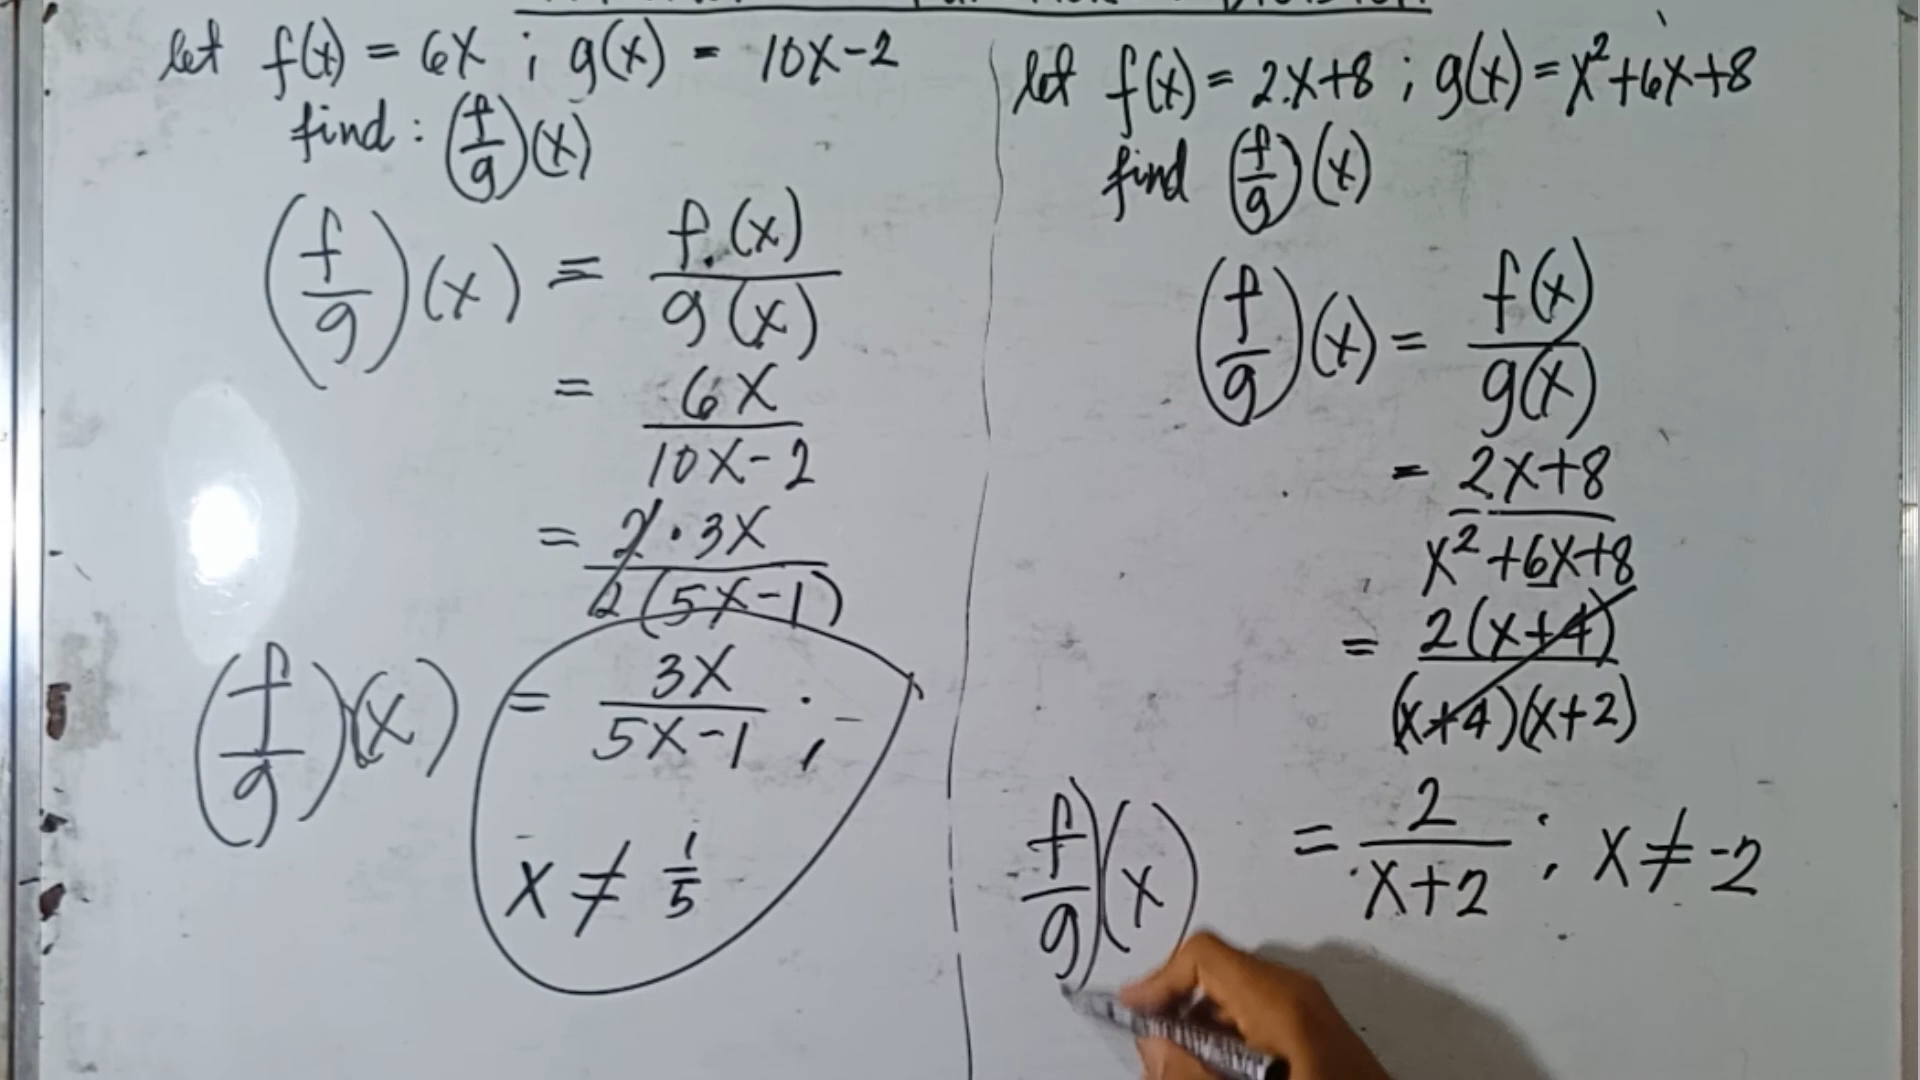 let f(x) = 6x ; g(x) = 10x-2
find : (f/g)(x)
(f/g)(x) = f(x)/g(x)
= 6x/10x-2
= 2·3x/2(5x-1)
(f/g)(x) = 3x/5x-1 ;
x ≠ 1/5
let f(x) = 2x+8 ; g(x) = x²+6x+8
find (f/g)(x)
(f/g)(x) = f(x)/g(x)
= 2x+8/x²+6x+8
= 2(x+4)/(x+4)(x+2)
f/g)(x) = 2/x+2 ; x ≠ -2